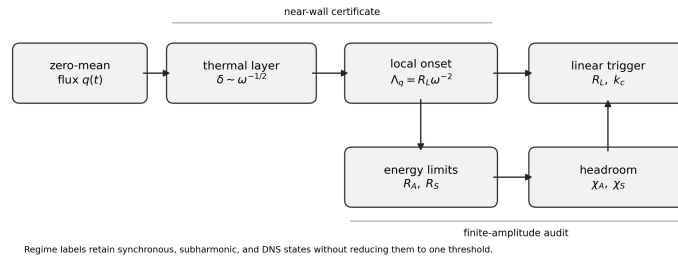 near-wall certificate
zero-mean
flux q(t)
thermal layer
δ ~ ω^{-1/2}
local onset
Λ_q = R_Lω^{-2}
linear trigger
R_L, k_c
energy limits
R_A, R_S
headroom
χ_A, χ_S
finite-amplitude audit
Regime labels retain synchronous, subharmonic, and DNS states without reducing them to one threshold.